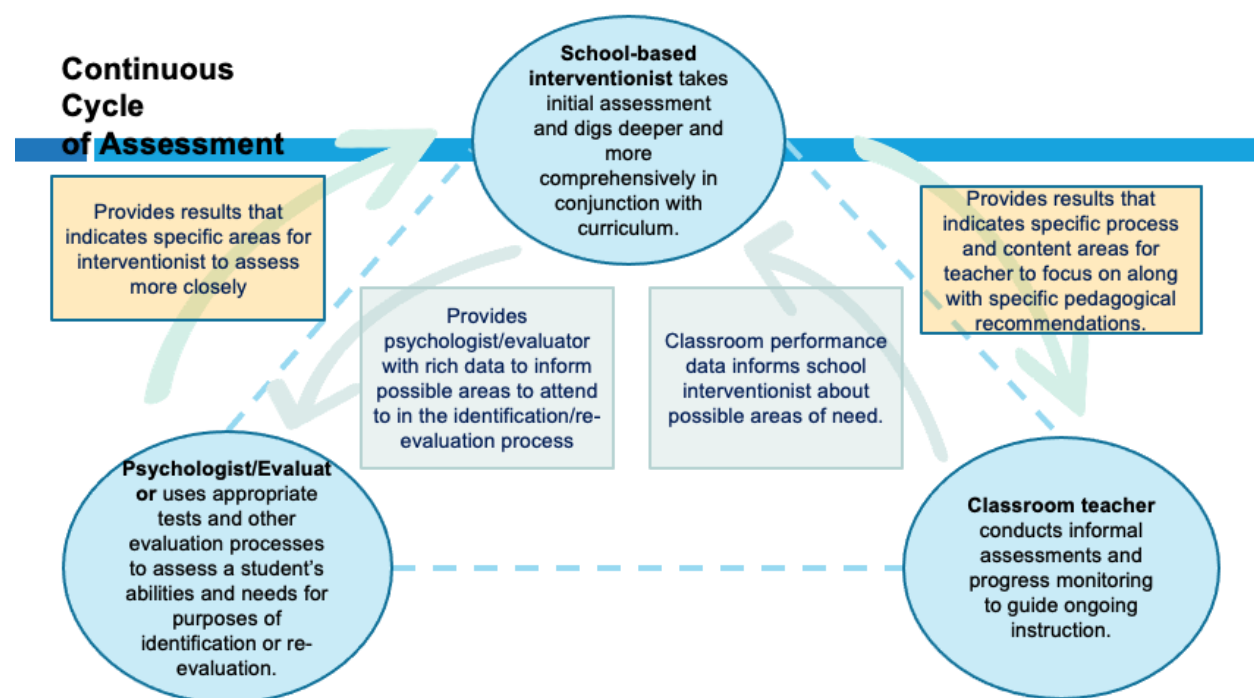 Continuous
Cycle
of Assessment
School-based
interventionist takes
initial assessment
and digs deeper and
more
comprehensively in
conjunction with
curriculum.
Provides results that
indicates specific areas for
interventionist to assess
more closely
Provides results that
indicates specific process
and content areas for
teacher to focus on along
with specific pedagogical
recommendations.
Provides
psychologist/evaluator
with rich data to inform
possible areas to attend
to in the identification/re-
evaluation process
Classroom performance
data informs school
interventionist about
possible areas of need.
Psychologist/Evaluat
or uses appropriate
tests and other
evaluation processes
to assess a student’s
abilities and needs for
purposes of
identification or re-
evaluation.
Classroom teacher
conducts informal
assessments and
progress monitoring
to guide ongoing
instruction.